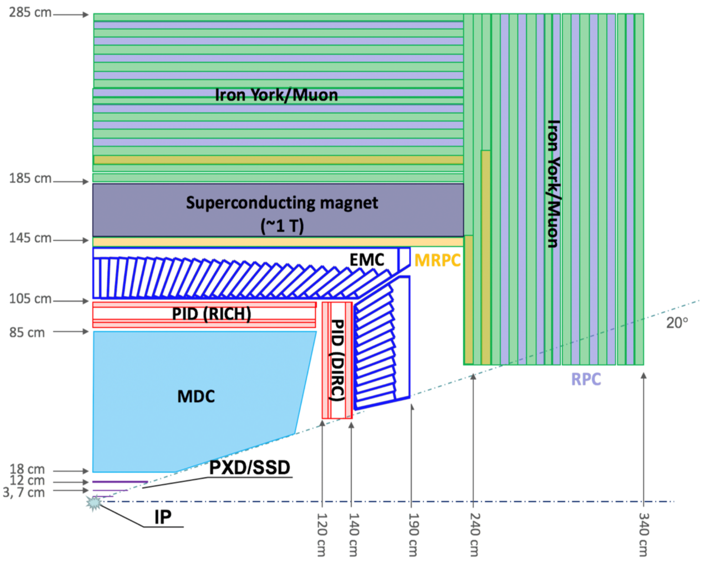 285 cm
Iron York/Muon
185 cm
Superconducting magnet
(~1 T)
145 cm
EMC
MRPC
Iron York/Muon
105 cm
PID (RICH)
PID (DIRC)
85 cm
20°
MDC
RPC
18 cm
12 cm
3, 7 cm
PXD/SSD
IP
120 cm
140 cm
190 cm
240 cm
340 cm